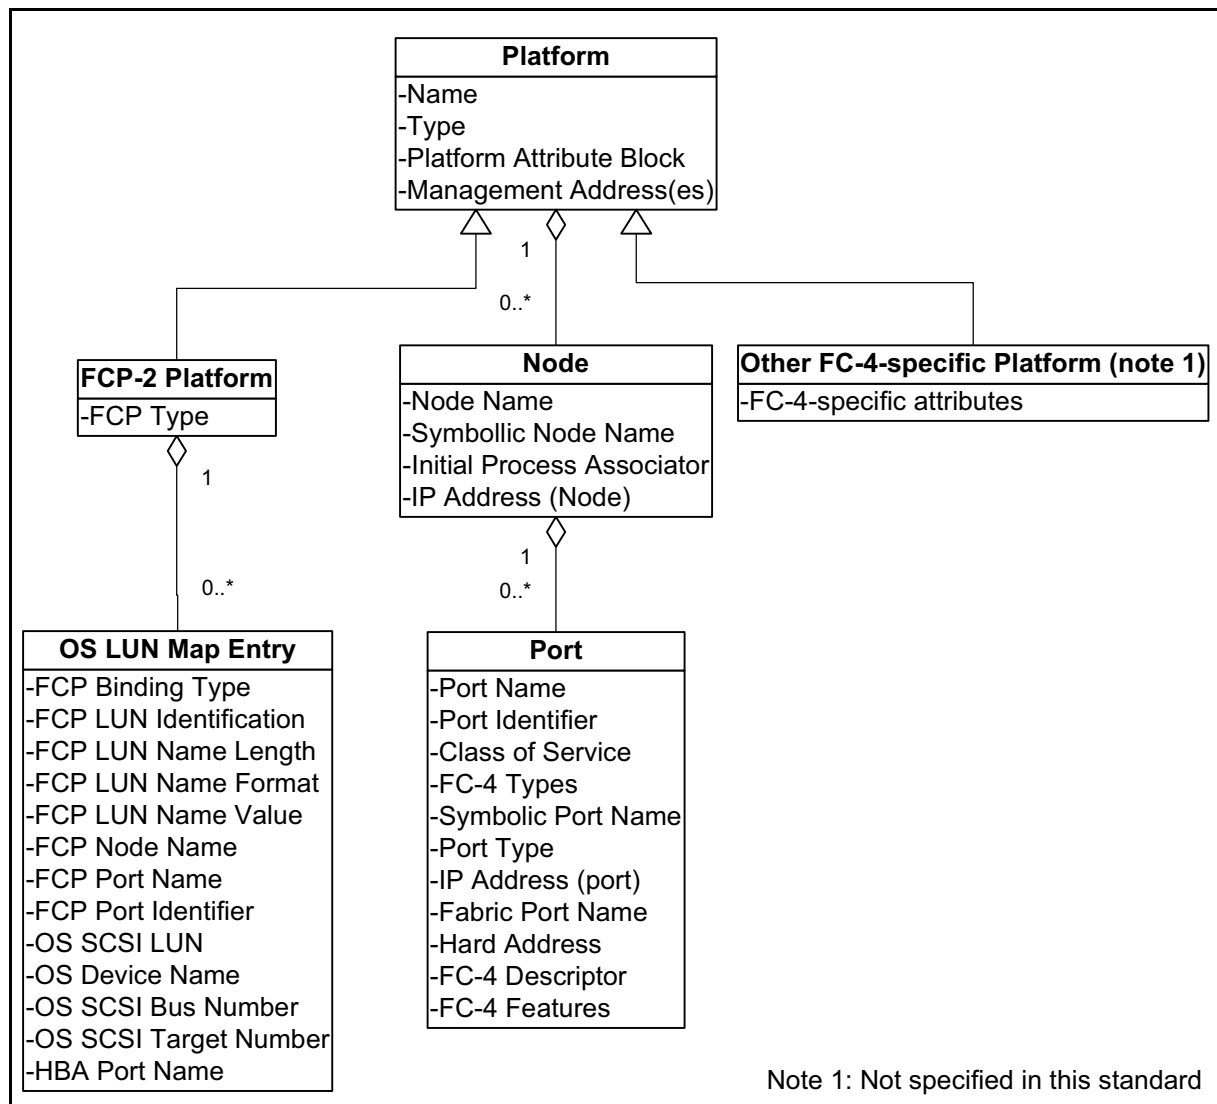 Platform
-Name
-Type
-Platform Attribute Block
-Management Address(es)
1
0..*
FCP-2 Platform
-FCP Type
1
0..*
Node
-Node Name
-Symbollic Node Name
-Initial Process Associator
-IP Address (Node)
1
0..*
Other FC-4-specific Platform (note 1)
-FC-4-specific attributes
OS LUN Map Entry
-FCP Binding Type
-FCP LUN Identification
-FCP LUN Name Length
-FCP LUN Name Format
-FCP LUN Name Value
-FCP Node Name
-FCP Port Name
-FCP Port Identifier
-OS SCSI LUN
-OS Device Name
-OS SCSI Bus Number
-OS SCSI Target Number
-HBA Port Name
Port
-Port Name
-Port Identifier
-Class of Service
-FC-4 Types
-Symbolic Port Name
-Port Type
-IP Address (port)
-Fabric Port Name
-Hard Address
-FC-4 Descriptor
-FC-4 Features
Note 1: Not specified in this standard